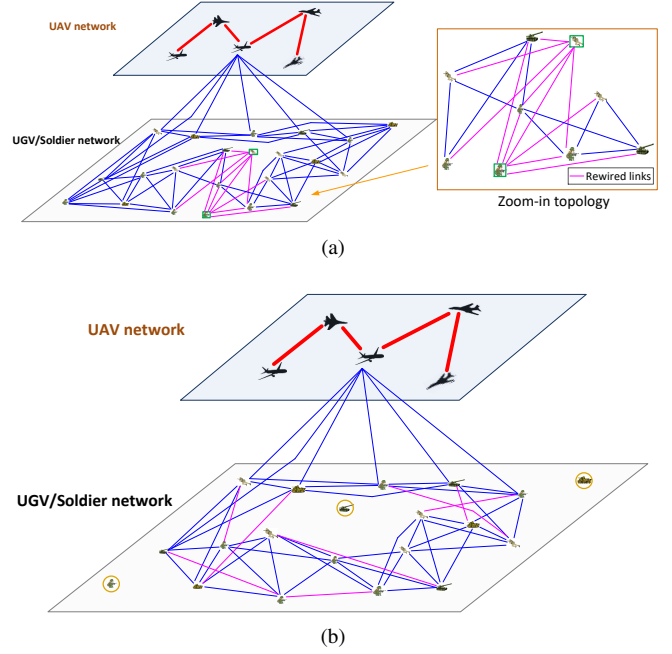 UAV network
UGV/Soldier network
Rewired links
Zoom-in topology
(a)
UAV network
UGV/Soldier network
(b)